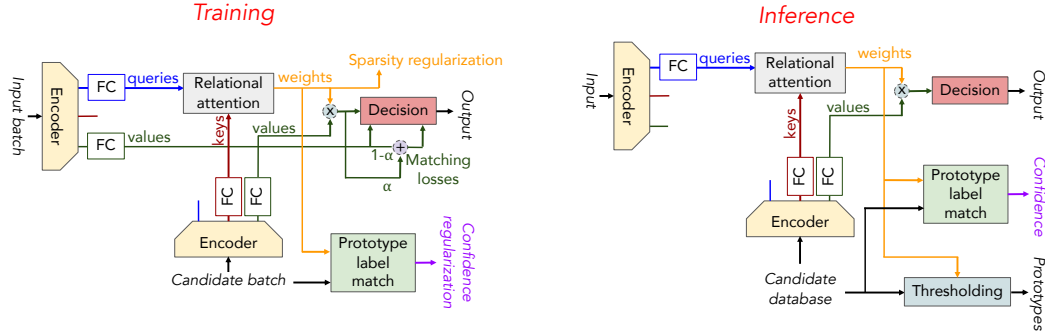 Training
Input batch
Encoder
FC
queries
Relational
attention
weights
Sparsity regularization
x
Decision
Output
FC
values
keys
values
1-α
+
Matching
losses
α
FC
FC
Encoder
Candidate batch
Prototype
label
match
Confidence
regularization
Inference
Input
Encoder
FC
queries
Relational
attention
weights
x
Decision
Output
keys
values
FC
FC
Encoder
Candidate
database
Prototype
label
match
Confidence
Thresholding
Prototypes